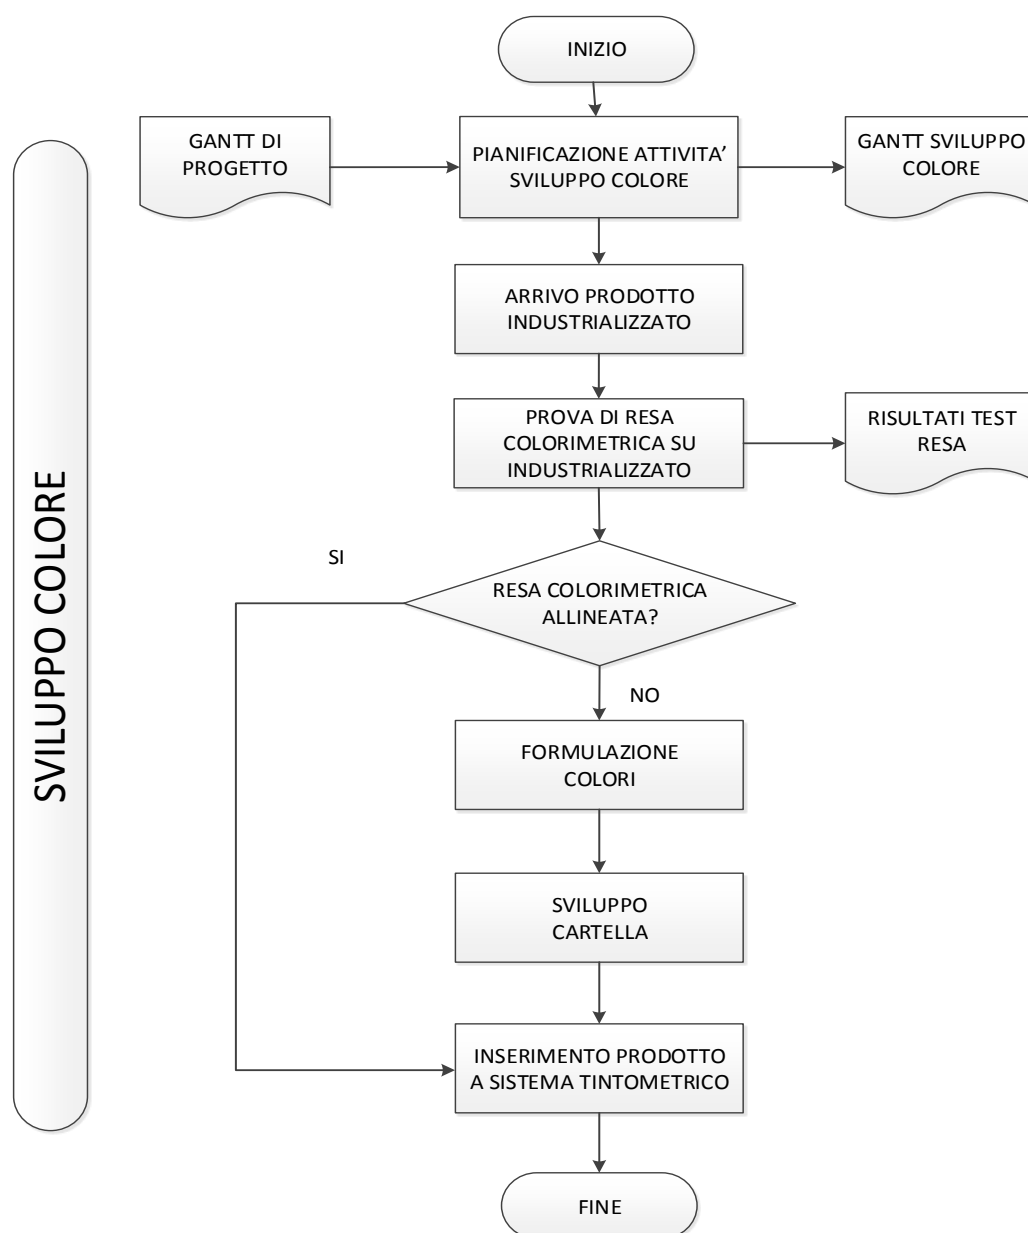 INIZIO
GANTT DI
PROGETTO
PIANIFICAZIONE ATTIVITA’
SVILUPPO COLORE
GANTT SVILUPPO
COLORE
ARRIVO PRODOTTO
INDUSTRIALIZZATO
PROVA DI RESA
COLORIMETRICA SU
INDUSTRIALIZZATO
RISULTATI TEST
RESA
SI
RESA COLORIMETRICA
ALLINEATA?
NO
FORMULAZIONE
COLORI
SVILUPPO
CARTELLA
INSERIMENTO PRODOTTO
A SISTEMA TINTOMETRICO
FINE
SVILUPPO COLORE